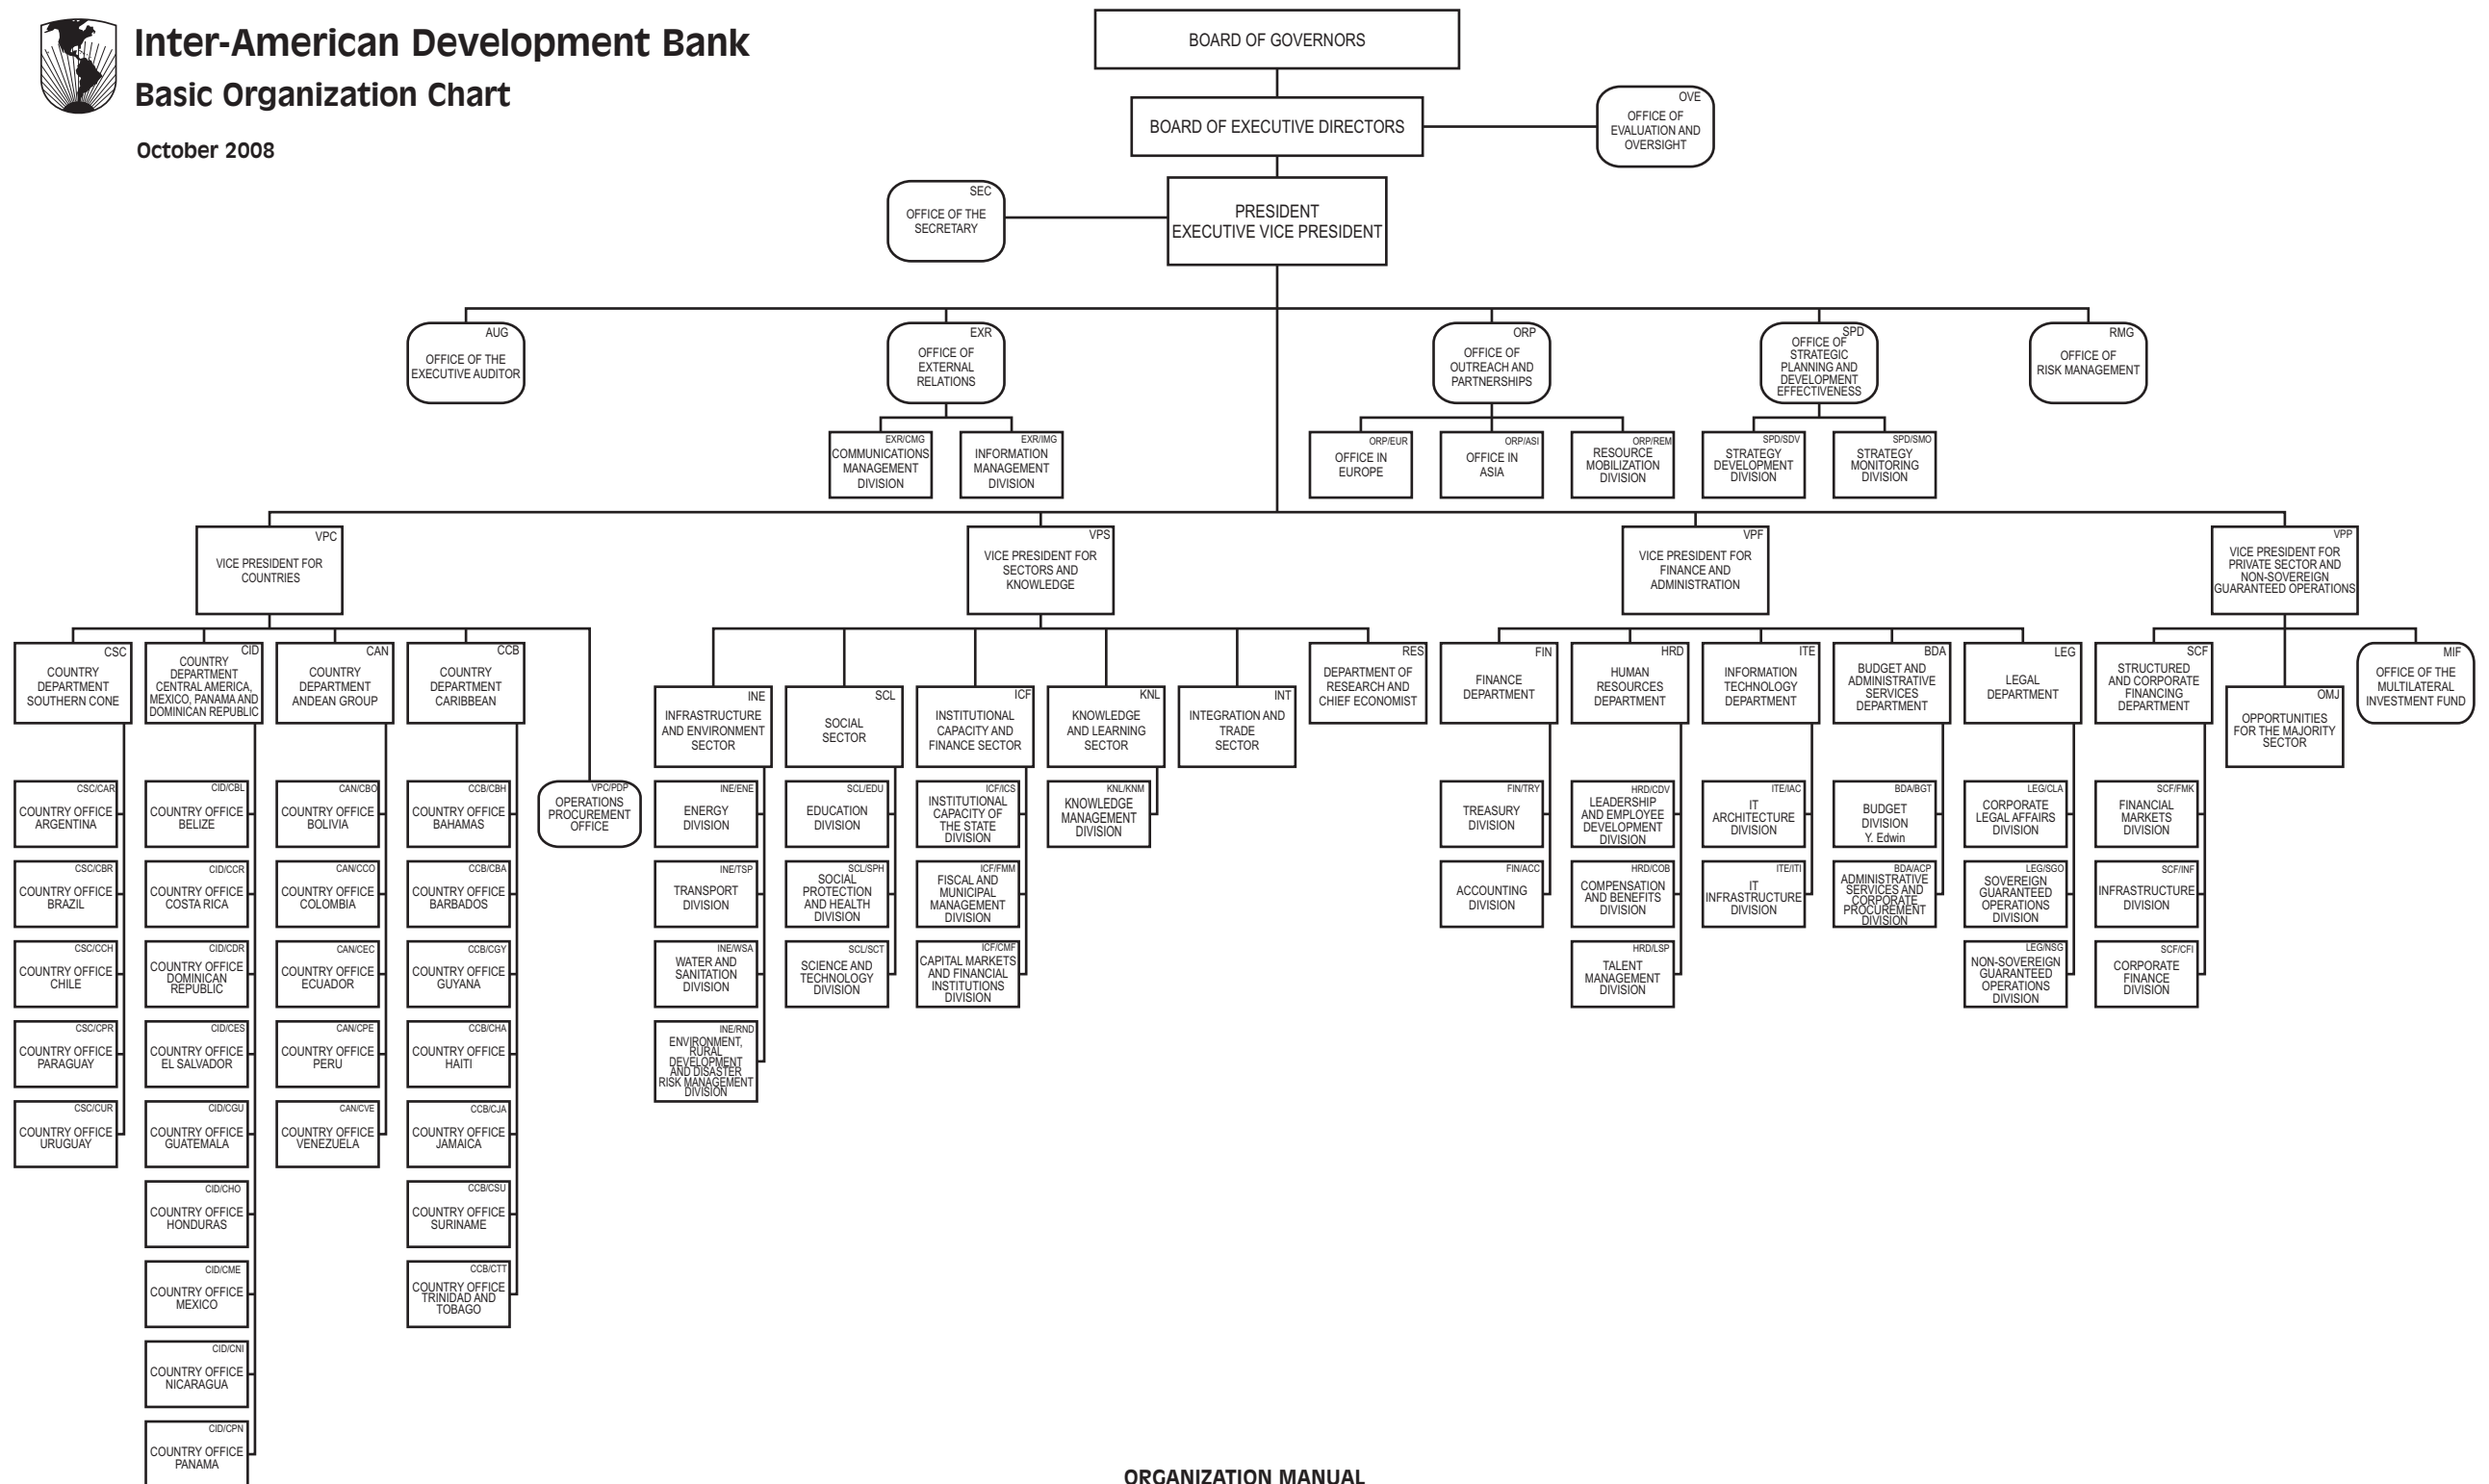 Inter-American Development Bank
Basic Organization Chart
October 2008
BOARD OF GOVERNORS
BOARD OF EXECUTIVE DIRECTORS
OVE
OFFICE OF
EVALUATION AND
OVERSIGHT
SEC
OFFICE OF THE
SECRETARY
PRESIDENT
EXECUTIVE VICE PRESIDENT
AUG
OFFICE OF THE
EXECUTIVE AUDITOR
EXR
OFFICE OF
EXTERNAL
RELATIONS
ORP
OFFICE OF
OUTREACH AND
PARTNERSHIPS
SPD
OFFICE OF
STRATEGIC
PLANNING AND
DEVELOPMENT
EFFECTIVENESS
RMG
OFFICE OF
RISK MANAGEMENT
EXR/CMG
COMMUNICATIONS
MANAGEMENT
DIVISION
EXR/IMG
INFORMATION
MANAGEMENT
DIVISION
ORP/EUR
OFFICE IN
EUROPE
ORP/ASI
OFFICE IN
ASIA
ORP/REM
RESOURCE
MOBILIZATION
DIVISION
SPD/SDV
STRATEGY
DEVELOPMENT
DIVISION
SPD/SMO
STRATEGY
MONITORING
DIVISION
VPC
VICE PRESIDENT FOR
COUNTRIES
VPS
VICE PRESIDENT FOR
SECTORS AND
KNOWLEDGE
VPF
VICE PRESIDENT FOR
FINANCE AND
ADMINISTRATION
VPP
VICE PRESIDENT FOR
PRIVATE SECTOR AND
NON-SOVEREIGN
GUARANTEED OPERATIONS
CSC
COUNTRY
DEPARTMENT
SOUTHERN CONE
CID
COUNTRY
DEPARTMENT
CENTRAL AMERICA,
MEXICO, PANAMA AND
DOMINICAN REPUBLIC
CAN
COUNTRY
DEPARTMENT
ANDEAN GROUP
CCB
COUNTRY
DEPARTMENT
CARIBBEAN
INE
INFRASTRUCTURE
AND ENVIRONMENT
SECTOR
SCL
SOCIAL
SECTOR
ICF
INSTITUTIONAL
CAPACITY AND
FINANCE SECTOR
KNL
KNOWLEDGE
AND LEARNING
SECTOR
INT
INTEGRATION AND
TRADE
SECTOR
RES
DEPARTMENT OF
RESEARCH AND
CHIEF ECONOMIST
FIN
FINANCE
DEPARTMENT
HRD
HUMAN
RESOURCES
DEPARTMENT
ITE
INFORMATION
TECHNOLOGY
DEPARTMENT
BDA
BUDGET AND
ADMINISTRATIVE
SERVICES
DEPARTMENT
LEG
LEGAL
DEPARTMENT
SCF
STRUCTURED
AND CORPORATE
FINANCING
DEPARTMENT
OMJ
OPPORTUNITIES
FOR THE MAJORITY
SECTOR
MIF
OFFICE OF THE
MULTILATERAL
INVESTMENT FUND
CSC/CAR
COUNTRY OFFICE
ARGENTINA
CID/CBL
COUNTRY OFFICE
BELIZE
CAN/CBO
COUNTRY OFFICE
BOLIVIA
CCB/CBH
COUNTRY OFFICE
BAHAMAS
VPC/PDP
OPERATIONS
PROCUREMENT
OFFICE
INE/ENE
ENERGY
DIVISION
SCL/EDU
EDUCATION
DIVISION
ICF/ICS
INSTITUTIONAL
CAPACITY OF
THE STATE
DIVISION
KNL/KNM
KNOWLEDGE
MANAGEMENT
DIVISION
FIN/TRY
TREASURY
DIVISION
HRD/CDV
LEADERSHIP
AND EMPLOYEE
DEVELOPMENT
DIVISION
ITE/IAC
IT
ARCHITECTURE
DIVISION
BDA/BGT
BUDGET
DIVISION
Y. Edwin
LEG/CLA
CORPORATE
LEGAL AFFAIRS
DIVISION
SCF/FMK
FINANCIAL
MARKETS
DIVISION
CSC/CBR
COUNTRY OFFICE
BRAZIL
CID/CCR
COUNTRY OFFICE
COSTA RICA
CAN/CCO
COUNTRY OFFICE
COLOMBIA
CCB/CBA
COUNTRY OFFICE
BARBADOS
INE/TSP
TRANSPORT
DIVISION
SCL/SPH
SOCIAL
PROTECTION
AND HEALTH
DIVISION
ICF/FMM
FISCAL AND
MUNICIPAL
MANAGEMENT
DIVISION
FIN/ACC
ACCOUNTING
DIVISION
HRD/COB
COMPENSATION
AND BENEFITS
DIVISION
ITE/ITI
IT
INFRASTRUCTURE
DIVISION
BDA/ACP
ADMINISTRATIVE
SERVICES AND
CORPORATE
PROCUREMENT
DIVISION
LEG/SGO
SOVEREIGN
GUARANTEED
OPERATIONS
DIVISION
SCF/INF
INFRASTRUCTURE
DIVISION
CSC/CCH
COUNTRY OFFICE
CHILE
CID/CDR
COUNTRY OFFICE
DOMINICAN
REPUBLIC
CAN/CEC
COUNTRY OFFICE
ECUADOR
CCB/CGY
COUNTRY OFFICE
GUYANA
INE/WSA
WATER AND
SANITATION
DIVISION
SCL/SCT
SCIENCE AND
TECHNOLOGY
DIVISION
ICF/CMF
CAPITAL MARKETS
AND FINANCIAL
INSTITUTIONS
DIVISION
HRD/LSP
TALENT
MANAGEMENT
DIVISION
LEG/NSG
NON-SOVEREIGN
GUARANTEED
OPERATIONS
DIVISION
SCF/CFI
CORPORATE
FINANCE
DIVISION
CSC/CPR
COUNTRY OFFICE
PARAGUAY
CID/CES
COUNTRY OFFICE
EL SALVADOR
CAN/CPE
COUNTRY OFFICE
PERU
CCB/CHA
COUNTRY OFFICE
HAITI
INE/RND
ENVIRONMENT,
RURAL
DEVELOPMENT
AND DISASTER
RISK MANAGEMENT
DIVISION
CSC/CUR
COUNTRY OFFICE
URUGUAY
CID/CGU
COUNTRY OFFICE
GUATEMALA
CAN/CVE
COUNTRY OFFICE
VENEZUELA
CCB/CJA
COUNTRY OFFICE
JAMAICA
CID/CHO
COUNTRY OFFICE
HONDURAS
CCB/CSU
COUNTRY OFFICE
SURINAME
CID/CME
COUNTRY OFFICE
MEXICO
CCB/CTT
COUNTRY OFFICE
TRINIDAD AND
TOBAGO
CID/CNI
COUNTRY OFFICE
NICARAGUA
CID/CPN
COUNTRY OFFICE
PANAMA
ORGANIZATION MANUAL